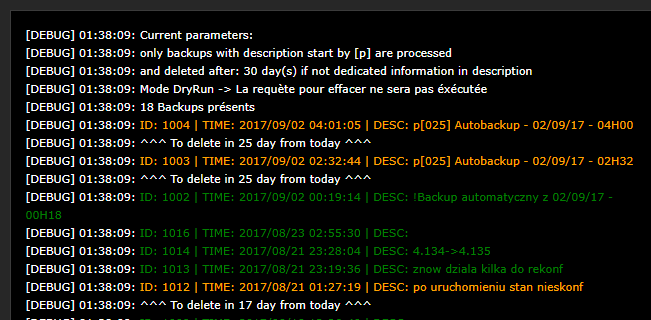 [DEBUG] 01:38:09: Current parameters:
[DEBUG] 01:38:09: only backups with description start by [p] are processed
[DEBUG] 01:38:09: and deleted after: 30 day(s) if not dedicated information in description
[DEBUG] 01:38:09: Mode DryRun -> La requète pour effacer ne sera pas éxécutée
[DEBUG] 01:38:09: 18 Backups présents
[DEBUG] 01:38:09: ID: 1004 | TIME: 2017/09/02 04:01:05 | DESC: p[025] Autobackup - 02/09/17 - 04H00
[DEBUG] 01:38:09: ^^^ To delete in 25 day from today ^^^
[DEBUG] 01:38:09: ID: 1003 | TIME: 2017/09/02 02:32:44 | DESC: p[025] Autobackup - 02/09/17 - 02H32
[DEBUG] 01:38:09: ^^^ To delete in 25 day from today ^^^
[DEBUG] 01:38:09: ID: 1002 | TIME: 2017/09/02 00:19:14 | DESC: !Backup automatyczny z 02/09/17 -
00H18
[DEBUG] 01:38:09: ID: 1016 | TIME: 2017/08/23 02:55:30 | DESC:
[DEBUG] 01:38:09: ID: 1014 | TIME: 2017/08/21 23:28:04 | DESC: 4.134->4.135
[DEBUG] 01:38:09: ID: 1013 | TIME: 2017/08/21 23:19:36 | DESC: znow dziala kilka do rekonf
[DEBUG] 01:38:09: ID: 1012 | TIME: 2017/08/21 01:27:19 | DESC: po uruchomieniu stan nieskonf
[DEBUG] 01:38:09: ^^^ To delete in 17 day from today ^^^